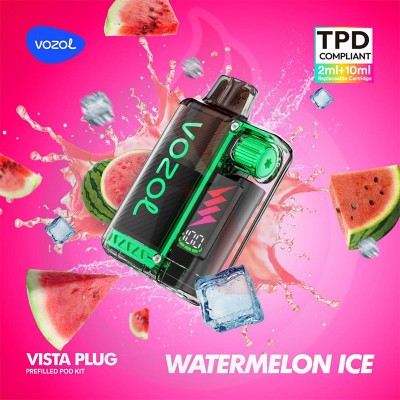 VOZOL
TPD
COMPLIANT
2ml+10ml
Replaceable Cartridge
VOZOL
100
VISTA PLUG
PREFILLED POD KIT
WATERMELON ICE